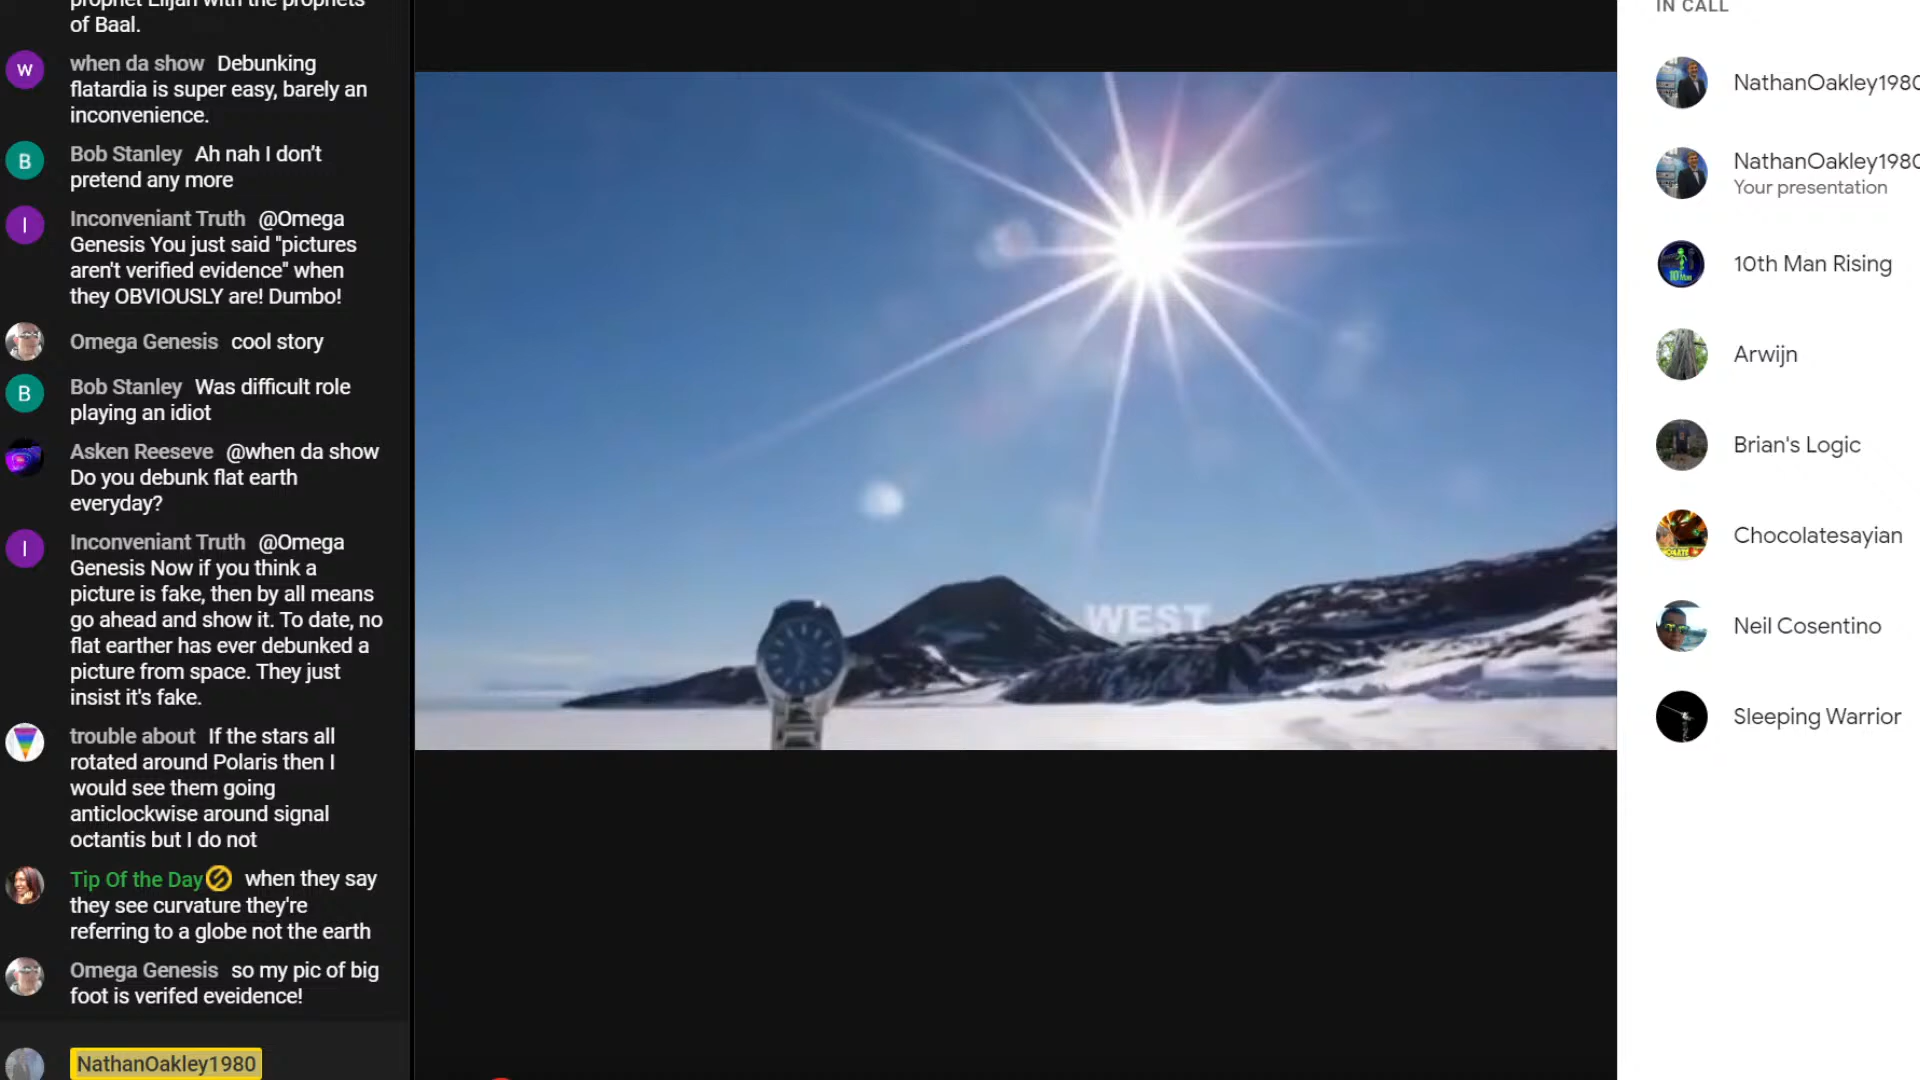 prophet Elijah with the prophets
of Baal.
W
when da show Debunking
flatardia is super easy, barely an
inconvenience.
B
Bob Stanley Ah nah I don't
pretend any more
I
Inconveniant Truth @Omega
Genesis You just said "pictures
aren't verified evidence" when
they OBVIOUSLY are! Dumbo!
Omega Genesis cool story
B
Bob Stanley Was difficult role
playing an idiot
Asken Reeseve @when da show
Do you debunk flat earth
everyday?
I
Inconveniant Truth @Omega
Genesis Now if you think a
picture is fake, then by all means
go ahead and show it. To date, no
flat earther has ever debunked a
picture from space. They just
insist it's fake.
trouble about If the stars all
rotated around Polaris then I
would see them going
anticlockwise around signal
octantis but I do not
Tip Of the Day when they say
they see curvature they're
referring to a globe not the earth
Omega Genesis so my pic of big
foot is verifed eveidence!
NathanOakley1980
WEST
IN CALL
NathanOakley1980
NathanOakley1980
Your presentation
10th Man Rising
Arwijn
Brian's Logic
Chocolatesayian
Neil Cosentino
Sleeping Warrior